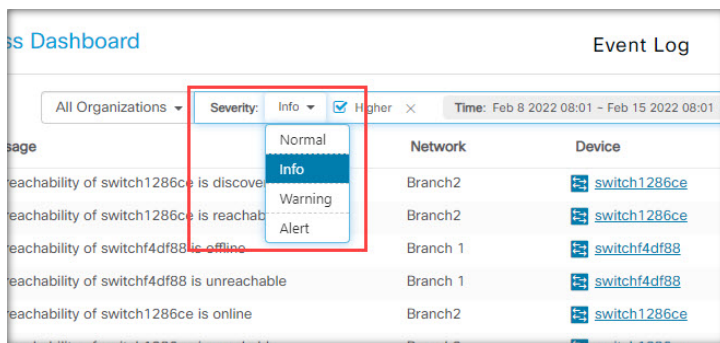 ss Dashboard
Event Log
All Organizations Severity: Info Higher × Time: Feb 8 2022 08:01 - Feb 15 2022 08:01
sage Network Device
Normal
Info
Warning
Alert
reachability of switch1286ce is discove Branch2 switch1286ce
reachability of switch1286ce is reachab Branch2 switch1286ce
reachability of switchf4df88 is offline Branch 1 switchf4df88
reachability of switchf4df88 is unreachable Branch 1 switchf4df88
reachability of switch1286ce is online Branch2 switch1286ce